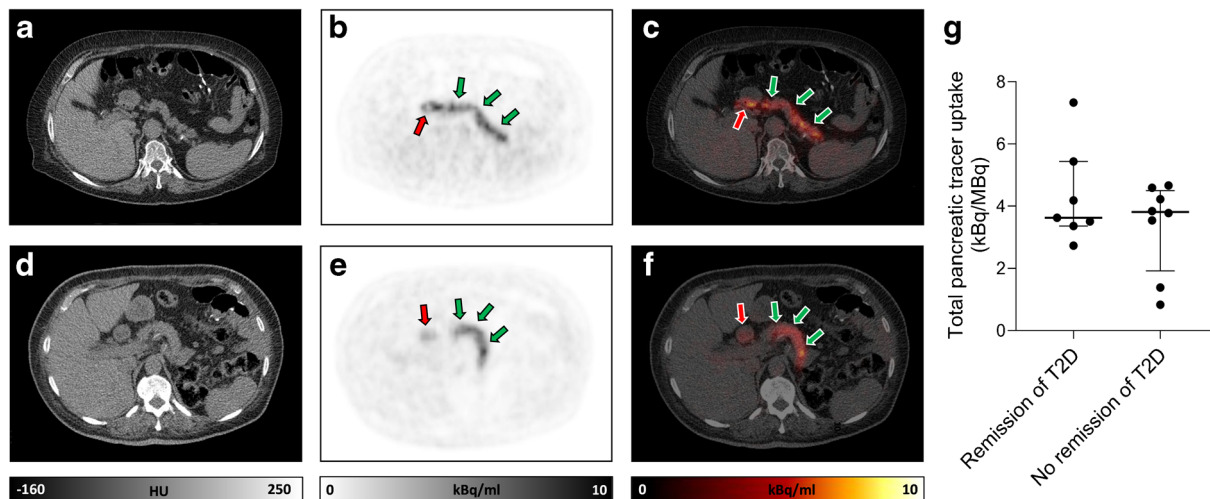 a
b
c
g
Total pancreatic tracer uptake
(kBq/MBq)
8
6
4
2
0
Remission of T2D
No remission of T2D
d
e
f
-160 HU 250
0 kBq/ml 10
0 kBq/ml 10